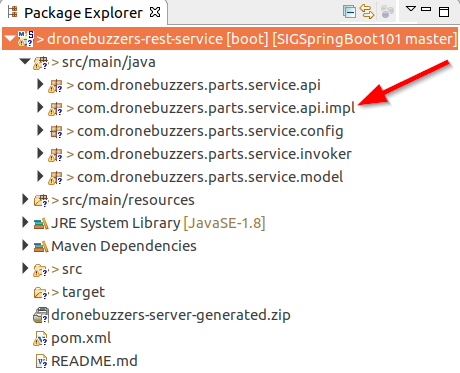 Package Explorer
> dronebuzzers-rest-service [boot] [SIGSpringBoot101 master]
> src/main/java
> com.dronebuzzers.parts.service.api
> com.dronebuzzers.parts.service.api.impl
> com.dronebuzzers.parts.service.config
> com.dronebuzzers.parts.service.invoker
> com.dronebuzzers.parts.service.model
> src/main/resources
JRE System Library [JavaSE-1.8]
Maven Dependencies
> src
> target
dronebuzzers-server-generated.zip
pom.xml
README.md